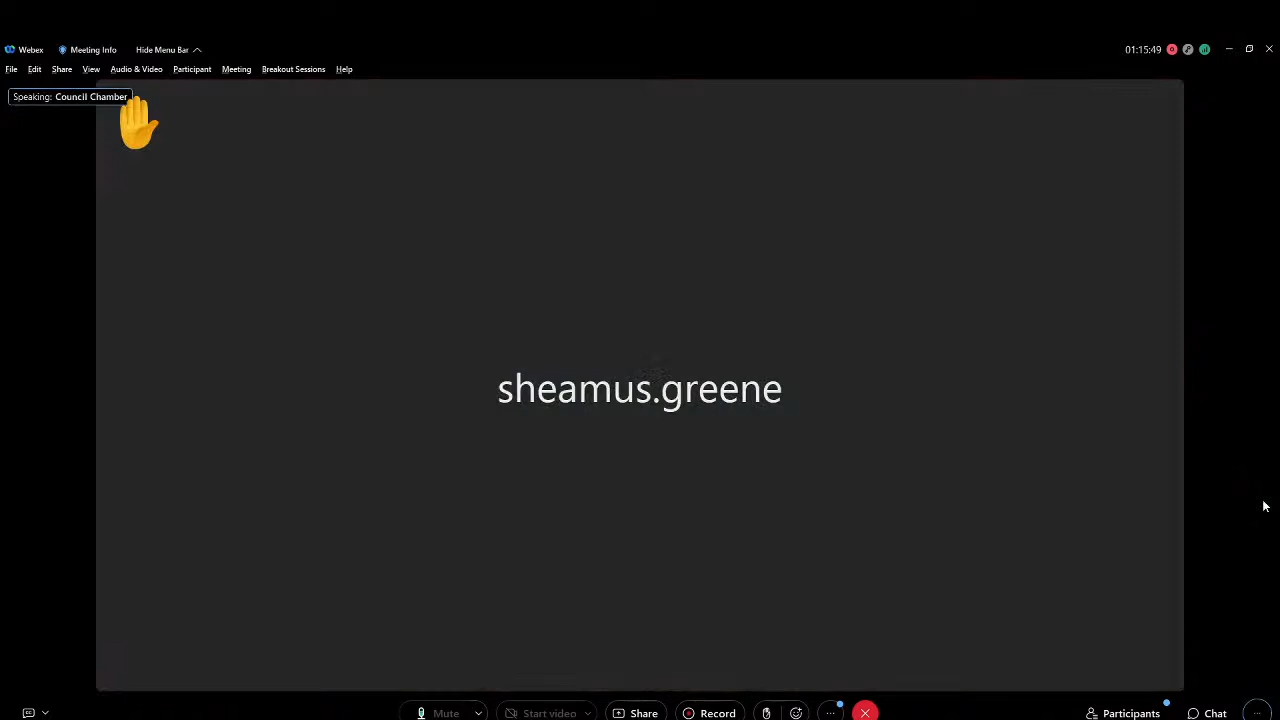 Webex Meeting Info Hide Menu Bar 01:15:49
File Edit Share View Audio & Video Participant Meeting Breakout Sessions Help
Speaking: Council Chamber
sheamus.greene
Mute Start video Share Record Participants Chat